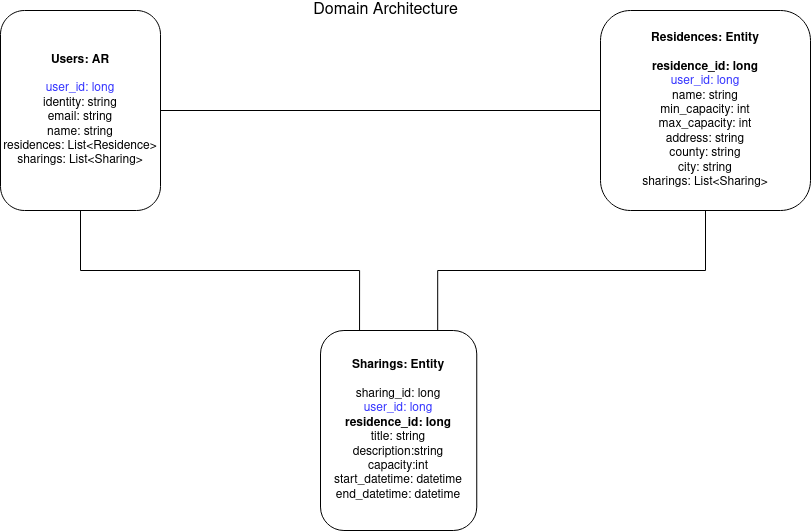 Domain Architecture
Users: AR
user_id: long
identity: string
email: string
name: string
residences: List<Residence>
sharings: List<Sharing>
Residences: Entity
residence_id: long
user_id: long
name: string
min_capacity: int
max_capacity: int
address: string
county: string
city: string
sharings: List<Sharing>
Sharings: Entity
sharing_id: long
user_id: long
residence_id: long
title: string
description:string
capacity:int
start_datetime: datetime
end_datetime: datetime